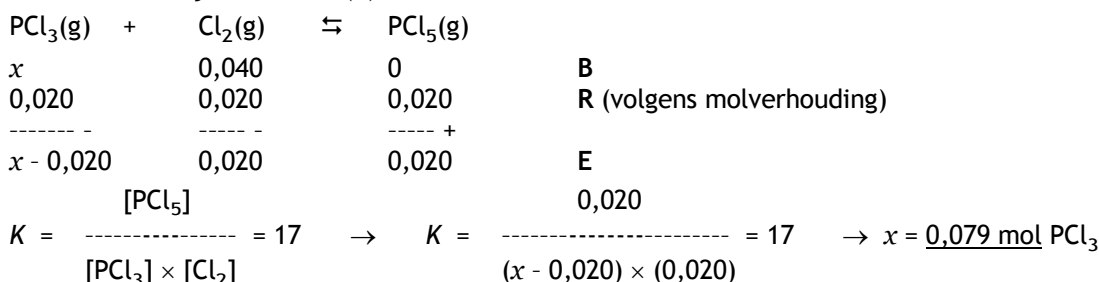 PCl₃(g) + Cl₂(g) ⇆ PCl₅(g)
x 0,040 0 B
0,020 0,020 0,020 R (volgens molverhouding)
------- - ----- - ----- +
x - 0,020 0,020 0,020 E
[PCl₅] 0,020
K = --------------- = 17 → K = ----------------------- = 17 → x = 0,079 mol PCl₃
[PCl₃] × [Cl₂] (x - 0,020) × (0,020)